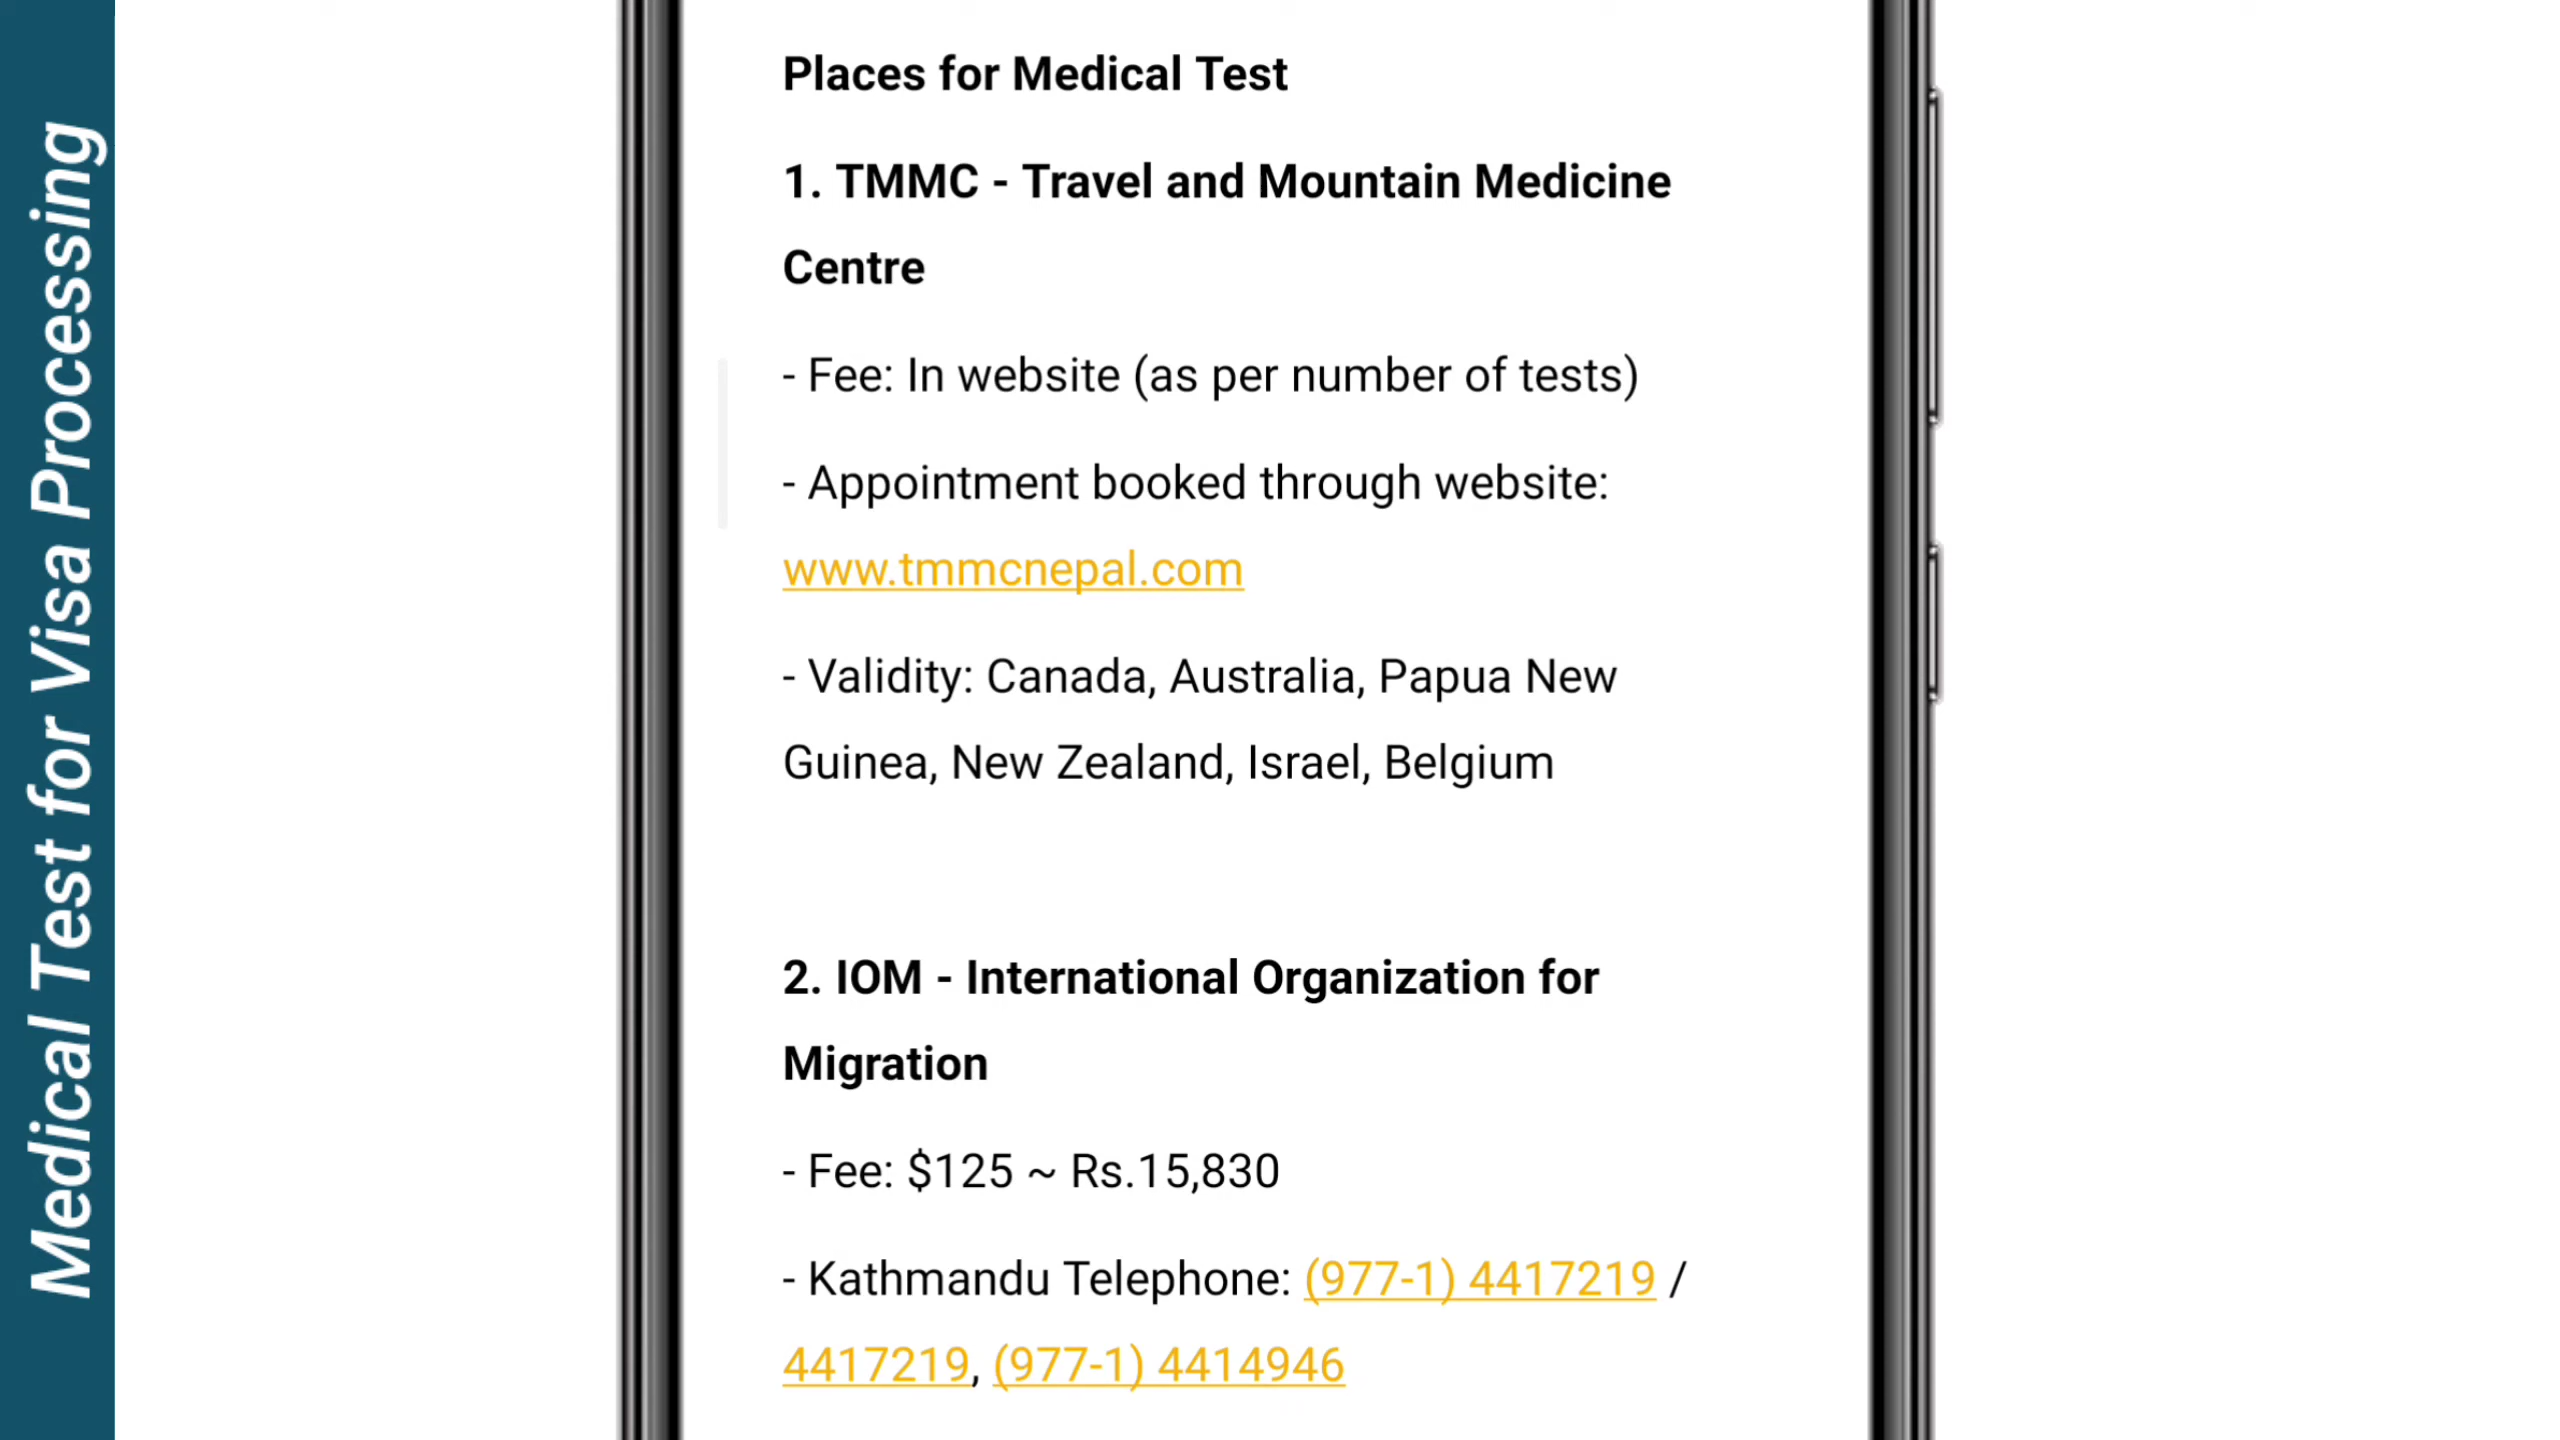 Medical Test for Visa Processing
Places for Medical Test
1. TMMC - Travel and Mountain Medicine
Centre
- Fee: In website (as per number of tests)
- Appointment booked through website:
www.tmmcnepal.com
- Validity: Canada, Australia, Papua New
Guinea, New Zealand, Israel, Belgium
2. IOM - International Organization for
Migration
- Fee: $125 ~ Rs.15,830
- Kathmandu Telephone: (977-1) 4417219 /
4417219, (977-1) 4414946